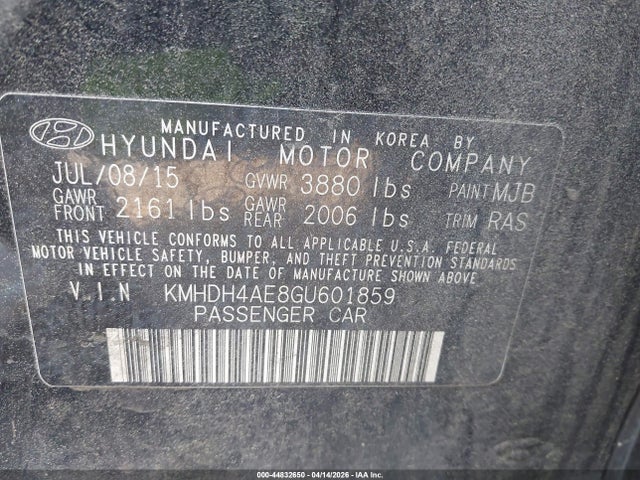 MANUFACTURED IN KOREA BY
HYUNDAI MOTOR COMPANY
JUL/08/15 GVWR 3880 lbs PAINT MJB
GAWR FRONT 2161 lbs GAWR REAR 2006 lbs TRIM RAS
THIS VEHICLE CONFORMS TO ALL APPLICABLE U.S.A. FEDERAL
MOTOR VEHICLE SAFETY, BUMPER, AND THEFT PREVENTION STANDARDS
IN EFFECT ON THE DATE OF MANUFACTURE SHOWN ABOVE
V.I.N KMHDH4AE8GU601859
PASSENGER CAR
000-44832650 - 04/14/2026 - IAA Inc.